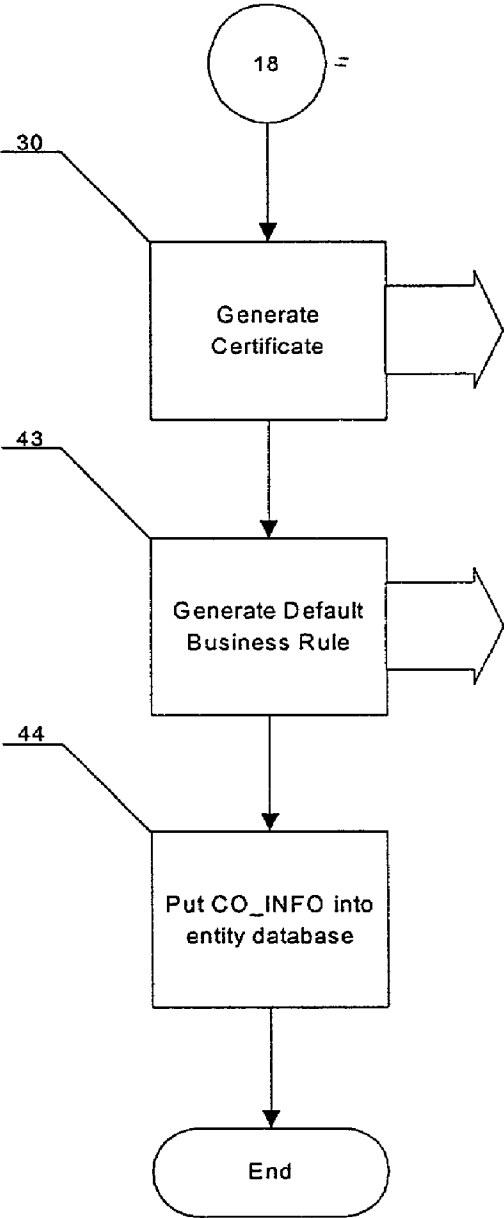 18
30
Generate
Certificate
43
Generate Default
Business Rule
44
Put CO_INFO into
entity database
End